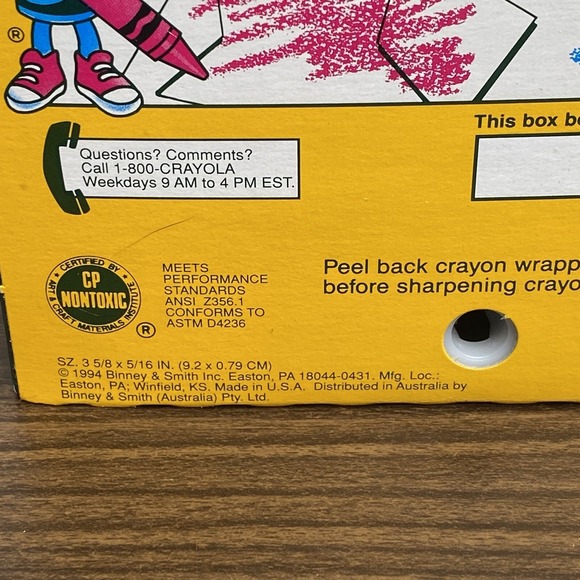 ®
This box b
Questions? Comments?
Call 1-800-CRAYOLA
Weekdays 9 AM to 4 PM EST.
CERTIFIED BY
CP
NONTOXIC
ART & CRAFT MATERIALS INSTITUTE
®
MEETS
PERFORMANCE
STANDARDS
ANSI Z356.1
CONFORMS TO
ASTM D4236
Peel back crayon wrapp
before sharpening crayo
SZ. 3 5/8 x 5/16 IN. (9.2 x 0.79 CM)
© 1994 Binney & Smith Inc. Easton, PA 18044-0431. Mfg. Loc.:
Easton, PA; Winfield, KS. Made in U.S.A. Distributed in Australia by
Binney & Smith (Australia) Pty. Ltd.